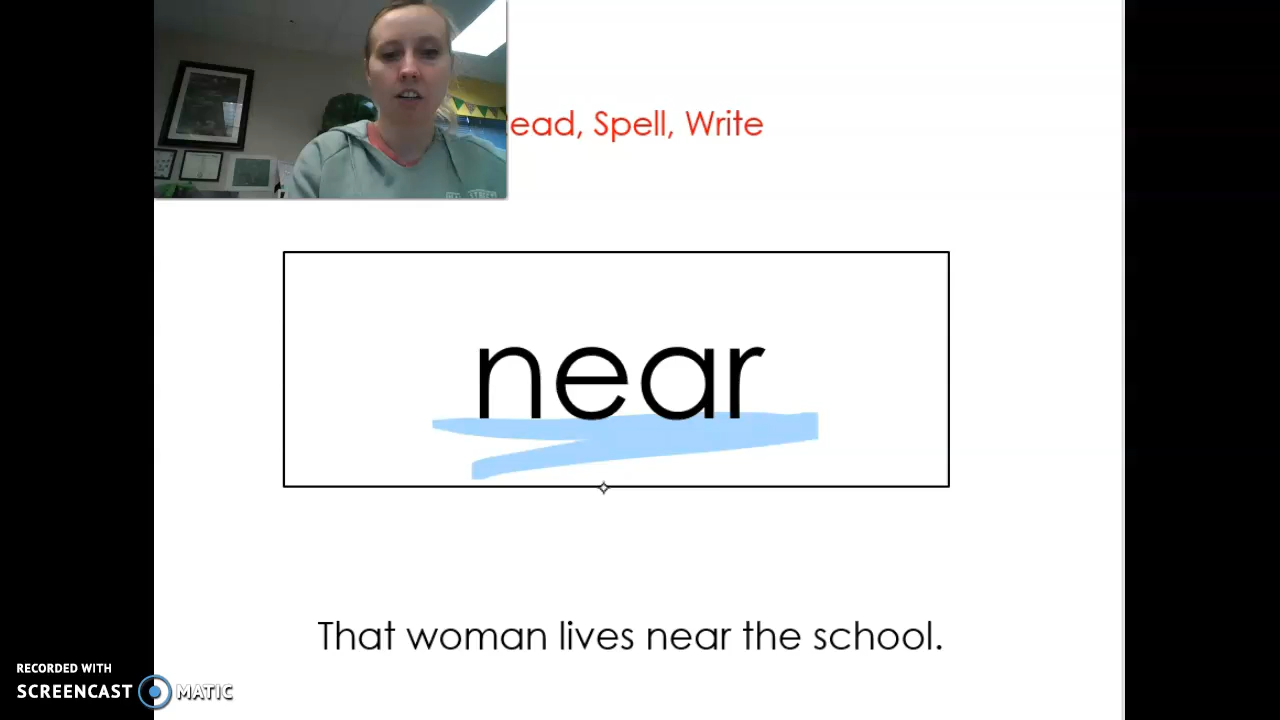 ead, Spell, Write
near
That woman lives near the school.
RECORDED WITH
SCREENCAST MATIC